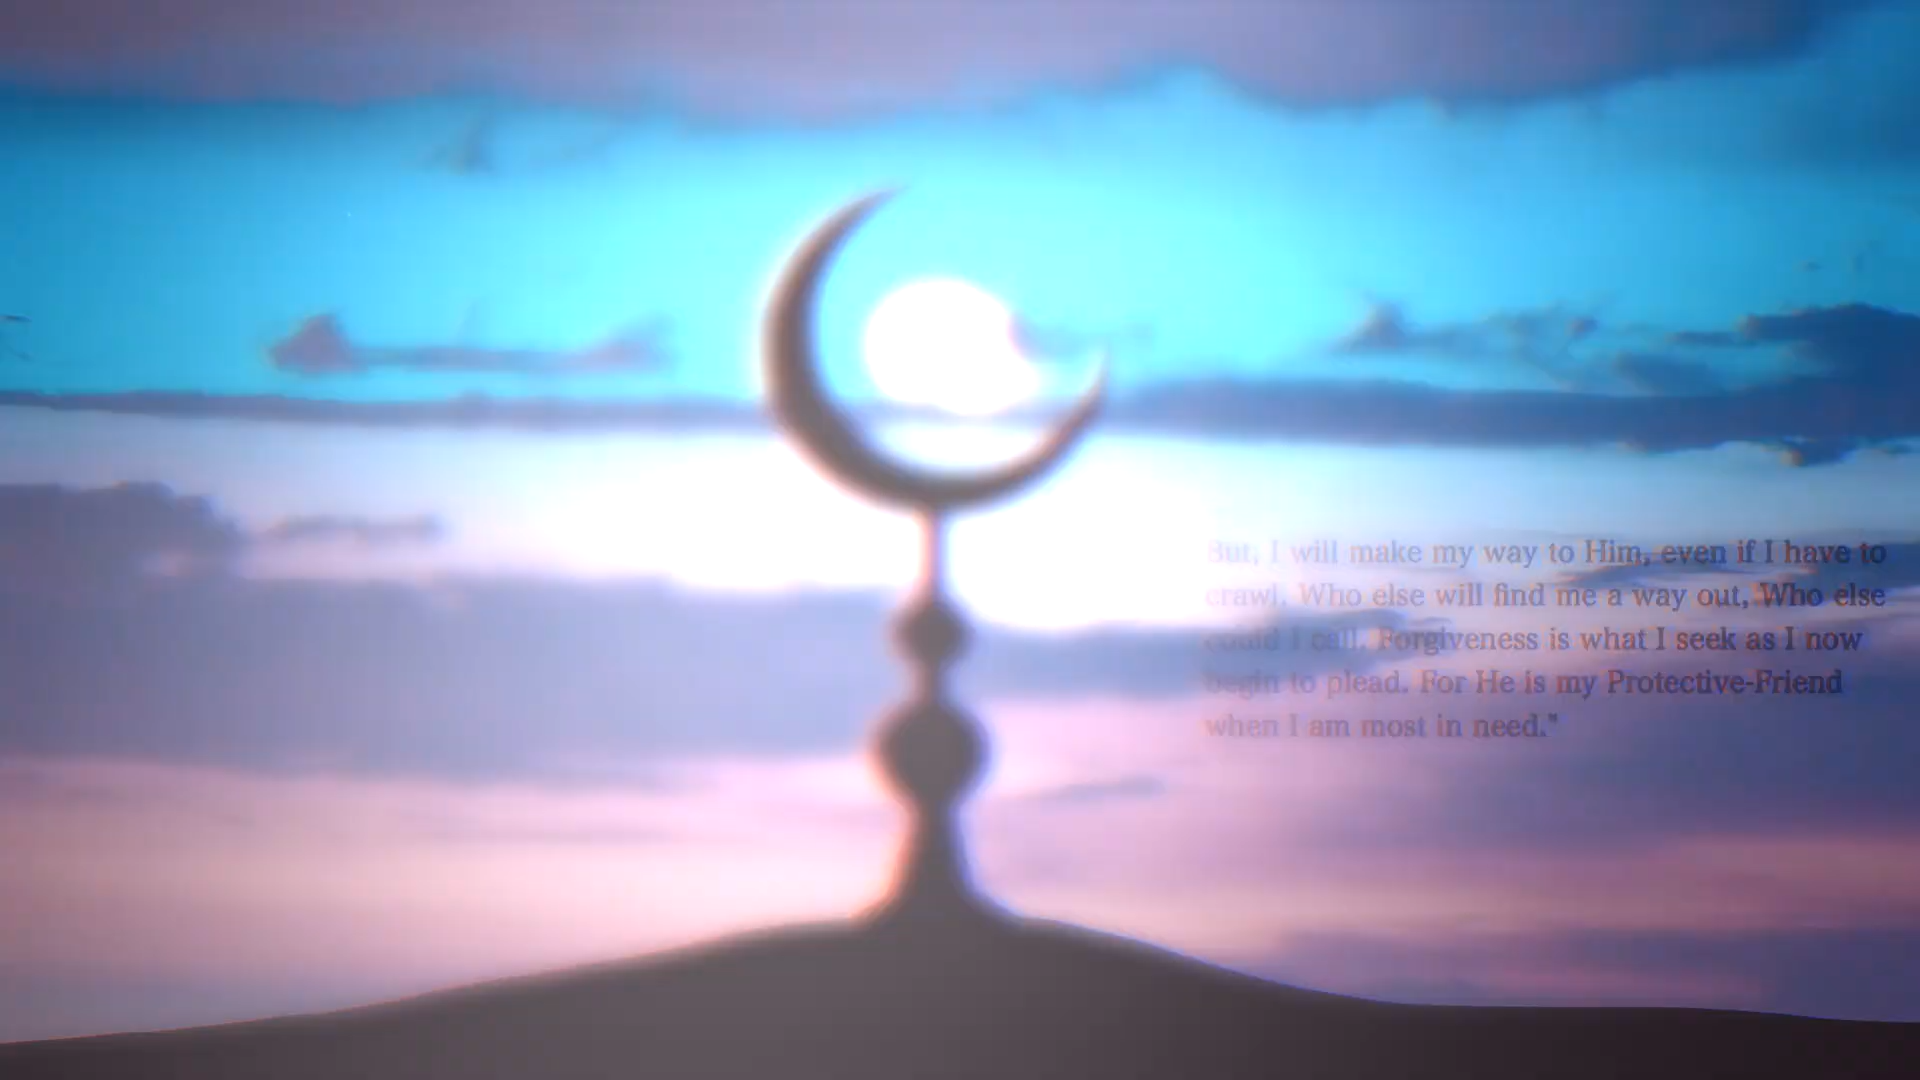 But, I will make my way to Him, even if I have to
crawl. Who else will find me a way out, Who else
could I call. Forgiveness is what I seek as I now
begin to plead. For He is my Protective-Friend
when I am most in need."